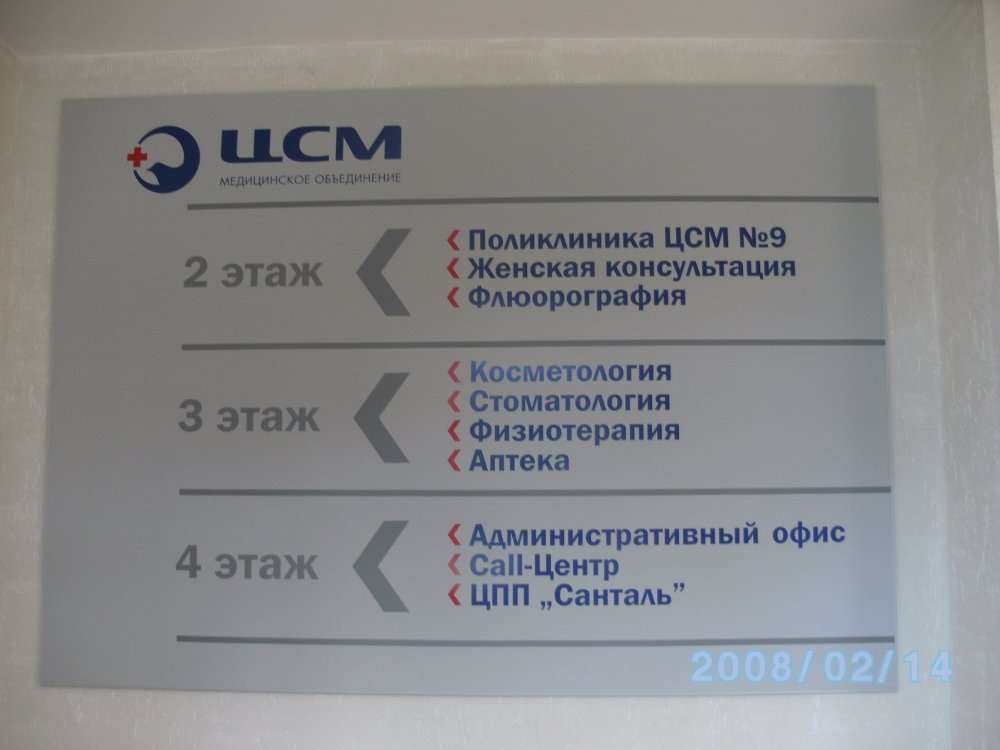 ЦСМ
МЕДИЦИНСКОЕ ОБЪЕДИНЕНИЕ
2 этаж
Поликлиника ЦСМ №9
Женская консультация
Флюорография
3 этаж
Косметология
Стоматология
Физиотерапия
Аптека
4 этаж
Административный офис
Call-Центр
ЦПП „Санталь”
2008/02/14